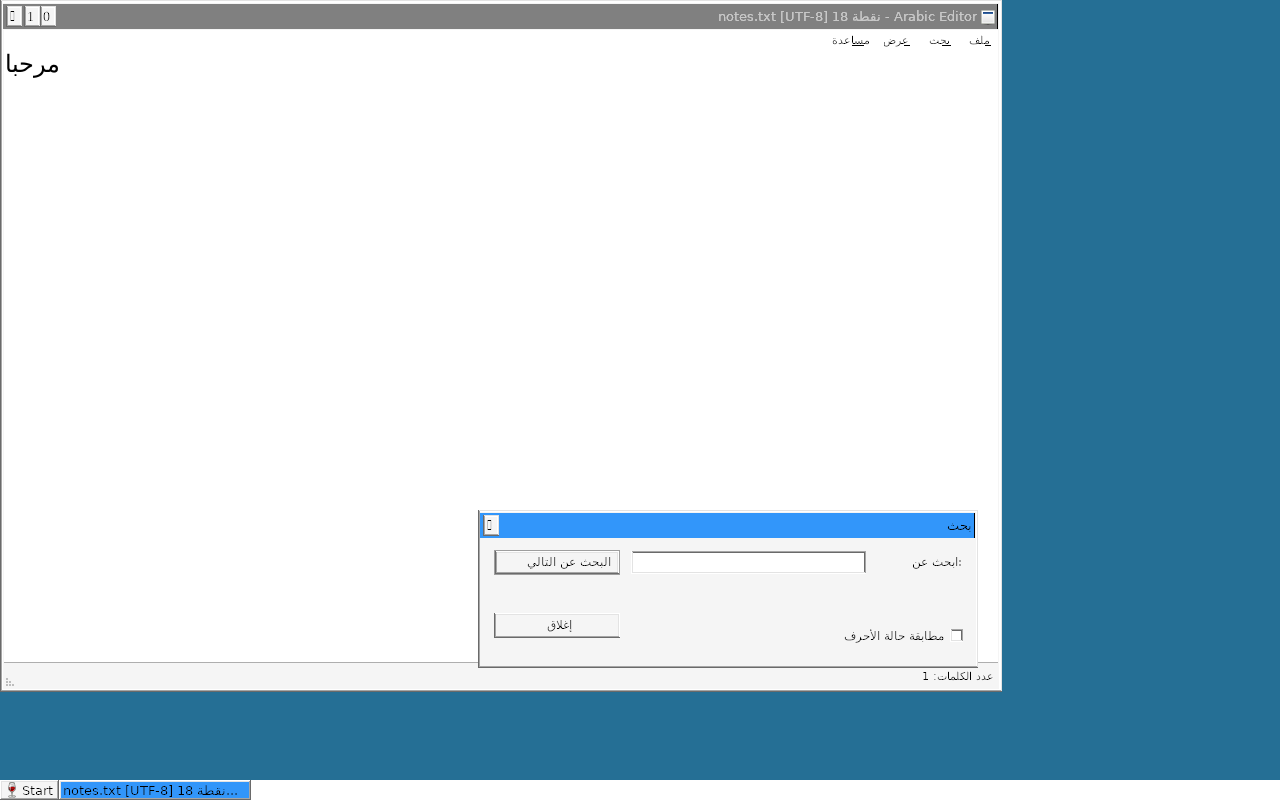 notes.txt [UTF-8] نقطة 18 - Arabic Editor
ملف بحث عرض مساعدة
مرحبا
بحث
ابحث عن:
البحث عن التالي
مطابقة حالة الأحرف
إغلاق
عدد الكلمات: 1
Start
notes.txt [UTF-8] نقطة 18...